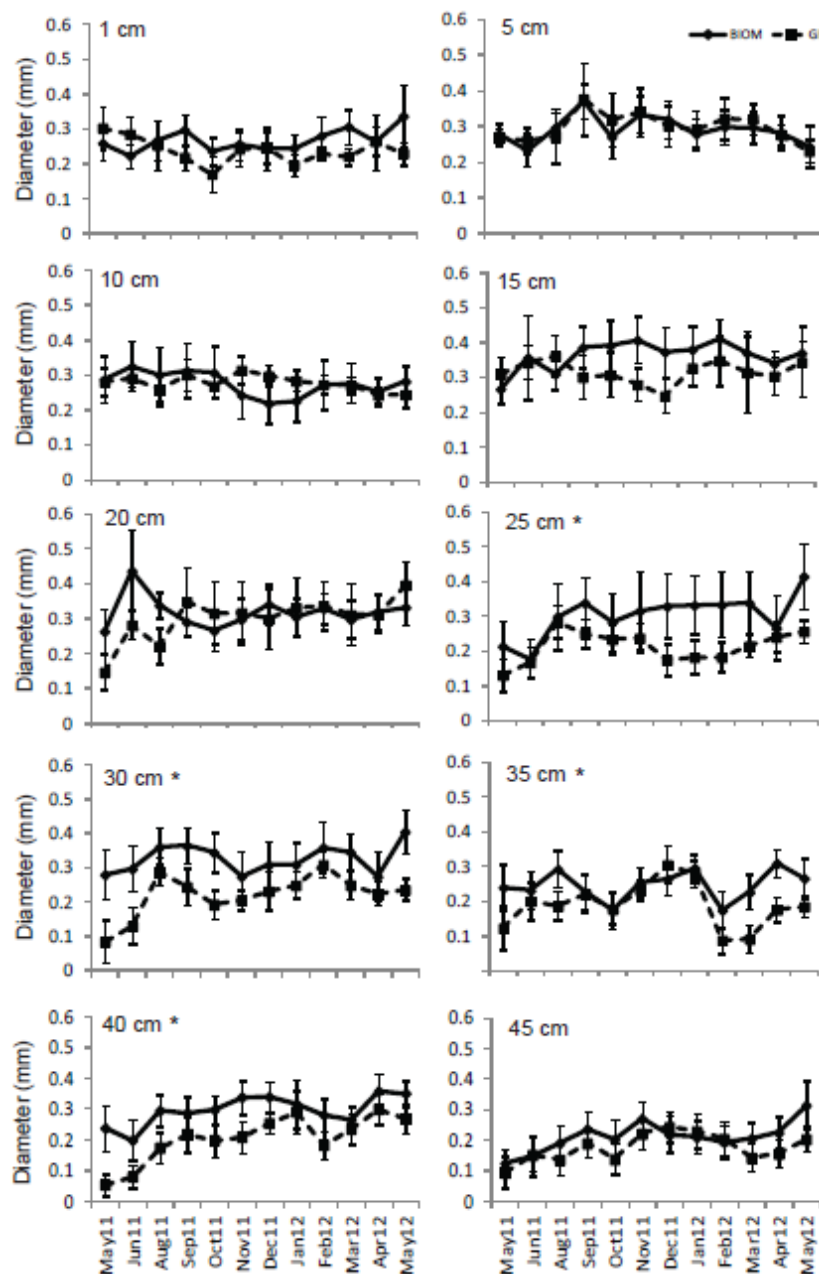 Diameter (mm)
1 cm
0.6
0.5
0.4
0.3
0.2
0.1
0
5 cm
BIOM
0.6
0.5
0.4
0.3
0.2
0.1
0
Diameter (mm)
10 cm
0.6
0.5
0.4
0.3
0.2
0.1
0
15 cm
0.6
0.5
0.4
0.3
0.2
0.1
0
Diameter (mm)
20 cm
0.6
0.5
0.4
0.3
0.2
0.1
0
25 cm *
0.6
0.5
0.4
0.3
0.2
0.1
0
Diameter (mm)
30 cm *
0.6
0.5
0.4
0.3
0.2
0.1
0
35 cm *
0.6
0.5
0.4
0.3
0.2
0.1
Diameter (mm)
40 cm *
0.6
0.5
0.4
0.3
0.2
0.1
0
May11
Jun11
Aug11
Sep11
Oct11
Nov11
Dec11
Jan12
Feb12
Mar12
Apr12
May12
45 cm
0.6
0.5
0.4
0.3
0.2
0.1
0
May11
Jun11
Aug11
Sep11
Oct11
Nov11
Dec11
Jan12
Feb12
Mar12
Apr12
May12